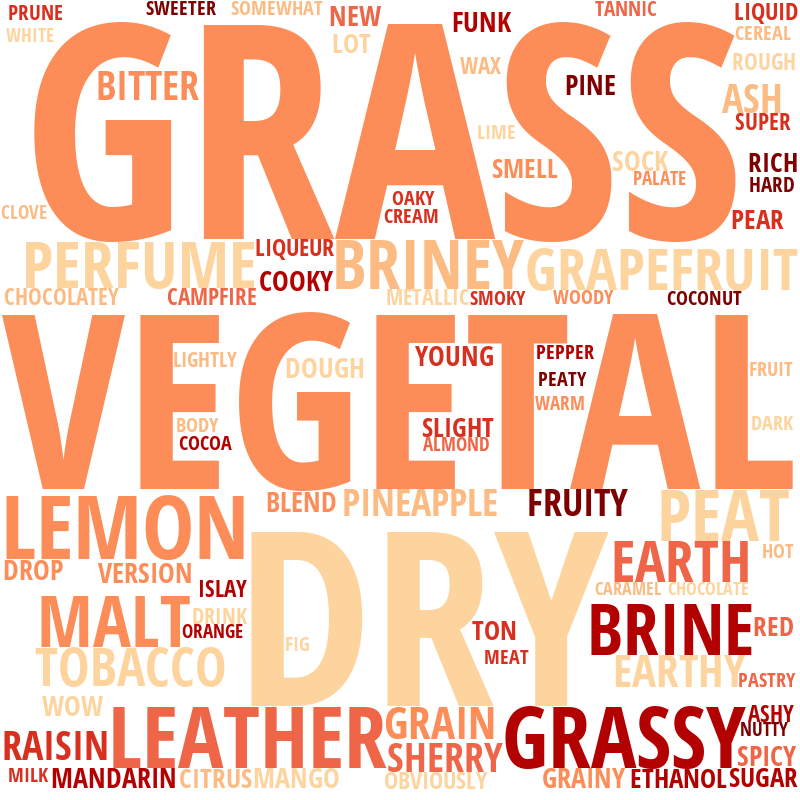 PRUNE
SWEETER
SOMEWHAT
NEW
FUNK
TANNIC
LIQUID
WHITE
LOT
CEREAL
GRASS
BITTER
WAX
PINE
ROUGH
ASH
LIME
SUPER
SMELL
SOCK
PALATE
RICH
HARD
CLOVE
OAKY
CREAM
PEAR
PERFUME
LIQUEUR
COOKY
BRINEY
GRAPEFRUIT
CHOCOLATEY
CAMPFIRE
METALLIC
SMOKY
WOODY
COCONUT
VEGETAL
LIGHTLY
DOUGH
YOUNG
PEPPER
PEATY
WARM
FRUIT
BODY
COCOA
SLIGHT
ALMOND
DARK
LEMON
BLEND
PINEAPPLE
FRUITY
PEAT
DRY
EARTH
HOT
DROP
VERSION
ISLAY
CARAMEL
CHOCOLATE
MALT
DRINK
ORANGE
FIG
TON
MEAT
BRINE
RED
TOBACCO
EARTHY
PASTRY
WOW
LEATHER
GRAIN
GRASSY
ASHY
NUTTY
RAISIN
SHERRY
SPICY
MILK
MANDARIN
CITRUS
MANGO
OBVIOUSLY
GRAINY
ETHANOL
SUGAR